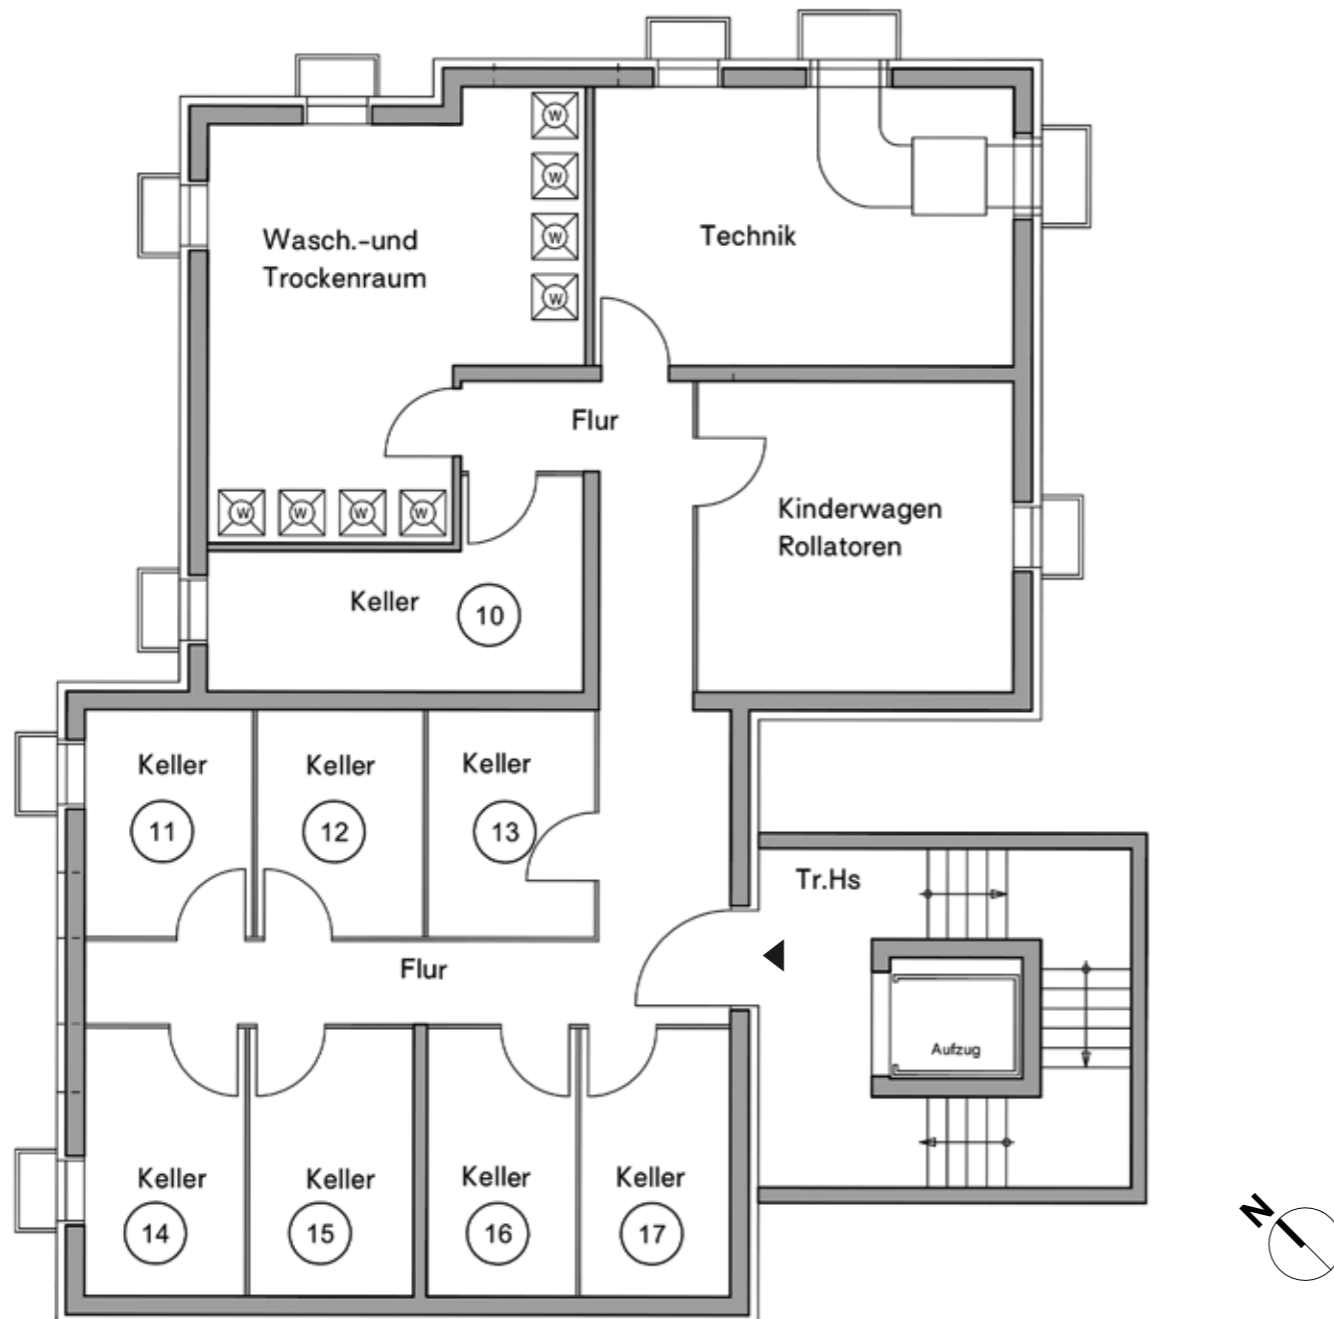 W
W
W
W
Wasch.-und
Trockenraum
Technik
Flur
Kinderwagen
Rollatoren
W
W
W
W
Keller
10
Keller
11
Keller
12
Keller
13
Tr.Hs
Flur
Aufzug
Keller
14
Keller
15
Keller
16
Keller
17
N